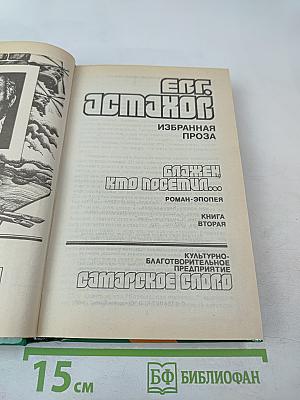 ЕВГ.
АСТАХОВ
ИЗБРАННАЯ
ПРОЗА
БЛАЖЕН,
КТО ПОСЕТИЛ...
РОМАН-ЭПОПЕЯ
КНИГА
ВТОРАЯ
КУЛЬТУРНО-
БЛАГОТВОРИТЕЛЬНОЕ
ПРЕДПРИЯТИЕ
САМАРСКОЕ СЛОВО
15 см
БФ БИБЛИОФАН